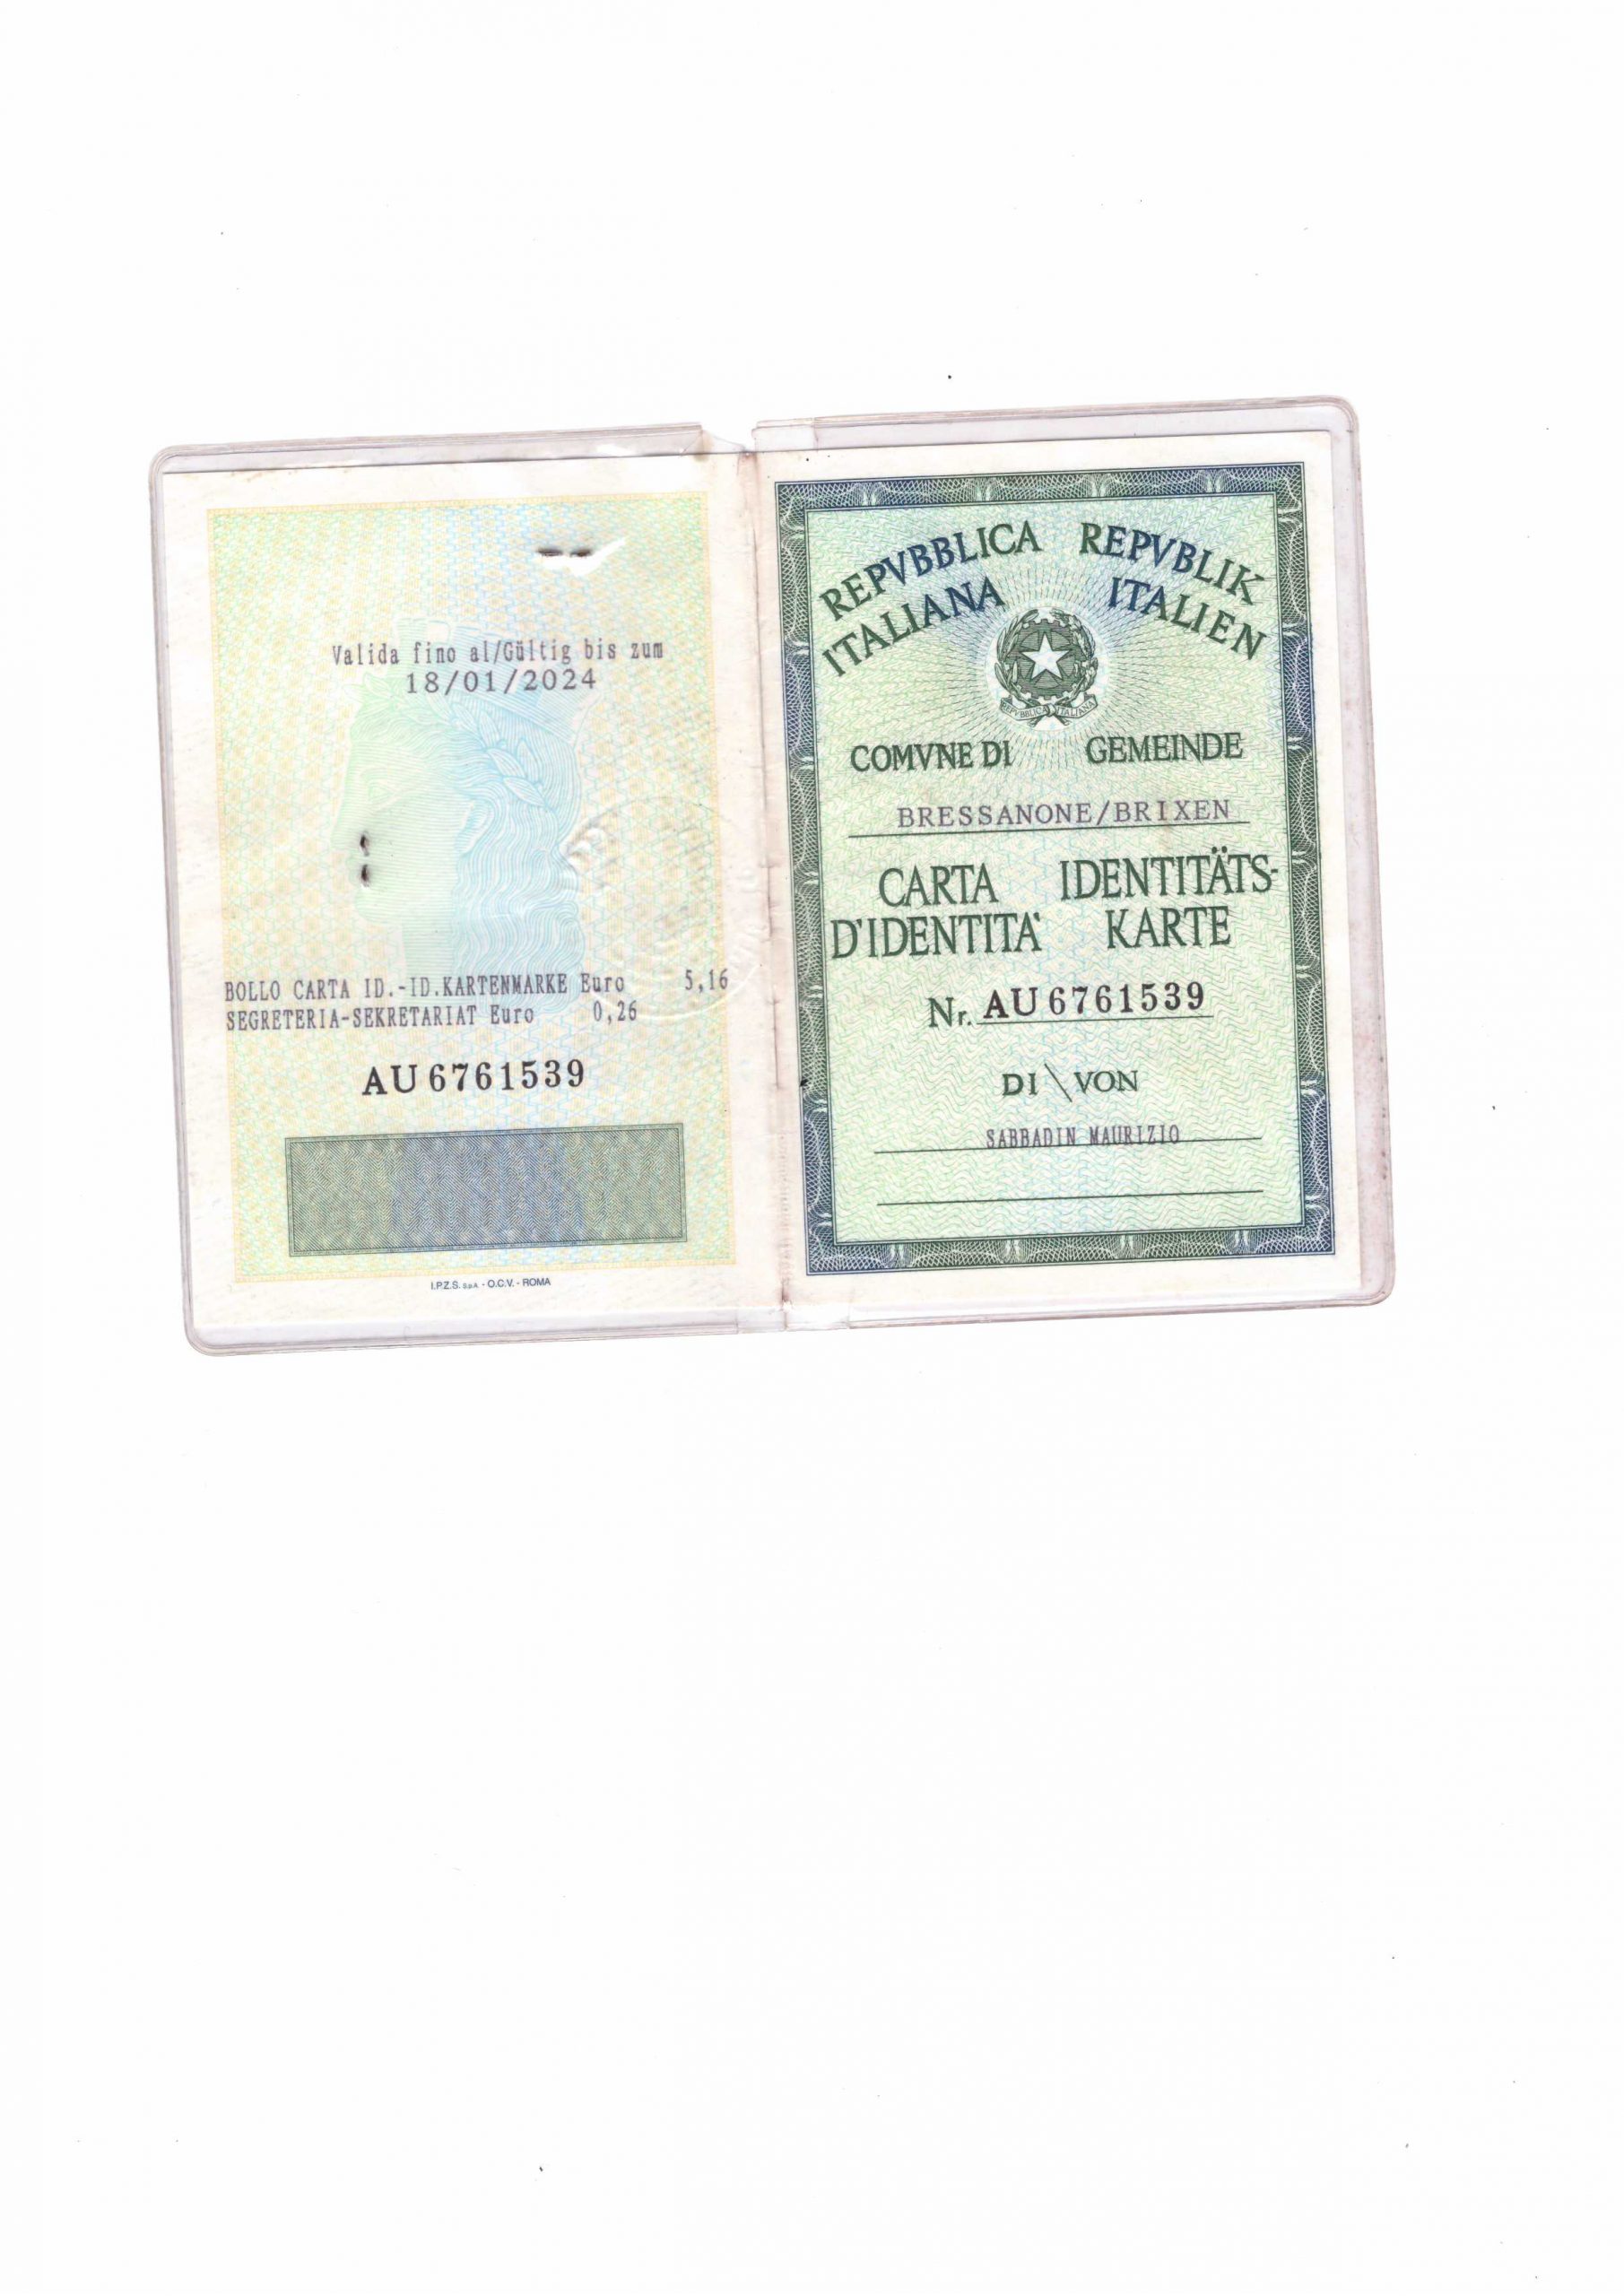 Valida fino al/Gültig bis zum
18/01/2024
BOLLO CARTA ID.-ID.KARTENMARKE Euro 5,16
SEGRETERIA-SEKRETARIAT Euro 0,26
AU 6761539
I.P.Z.S. S.p.A. - O.C.V. - ROMA
REPVBBLICA REPVBLIK
ITALIANA ITALIEN
REPVBBLICA ITALIANA
COMVNE DI GEMEINDE
BRESSANONE/BRIXEN
CARTA IDENTITÄTS-
D'IDENTITA' KARTE
Nr. AU 6761539
DI \ VON
SABBADIN MAURIZIO